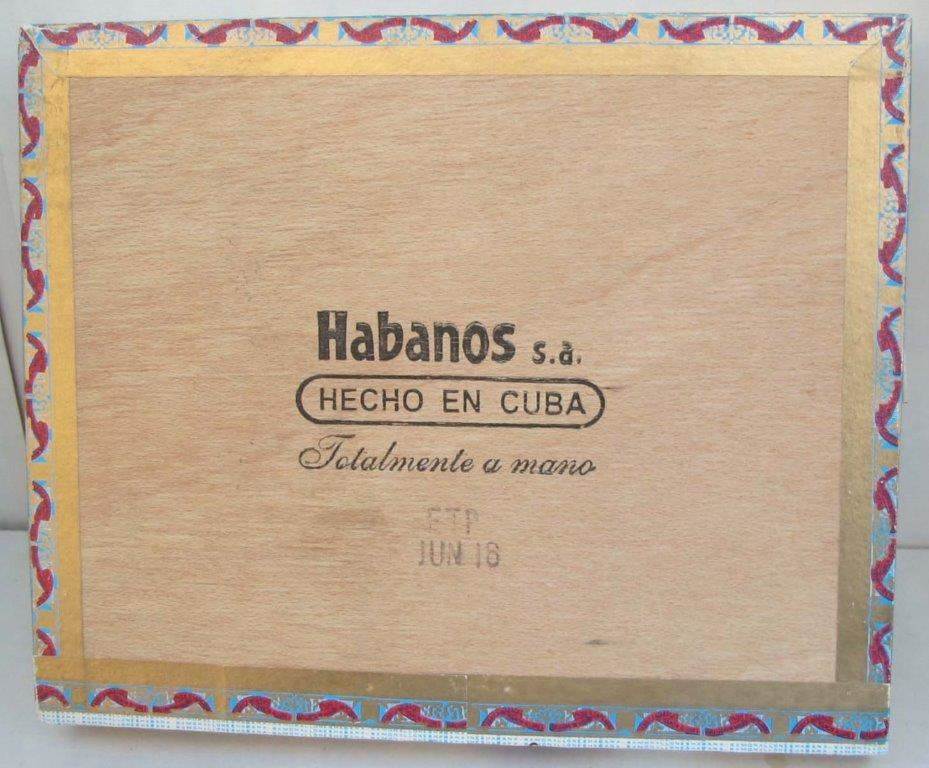 Habanos s.a.
HECHO EN CUBA
Totalmente a mano
ETP
JUN 16